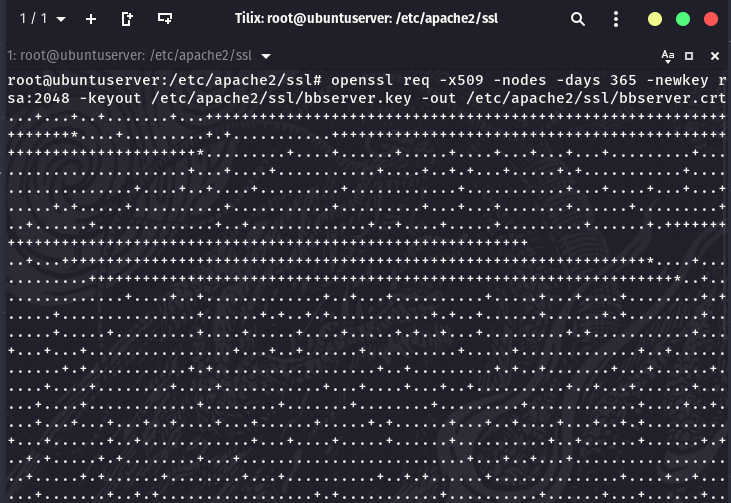 1 / 1
Tilix: root@ubuntuserver: /etc/apache2/ssl
1: root@ubuntuserver: /etc/apache2/ssl
Aa
root@ubuntuserver:/etc/apache2/ssl# openssl req -x509 -nodes -days 365 -newkey r
sa:2048 -keyout /etc/apache2/ssl/bbserver.key -out /etc/apache2/ssl/bbserver.crt